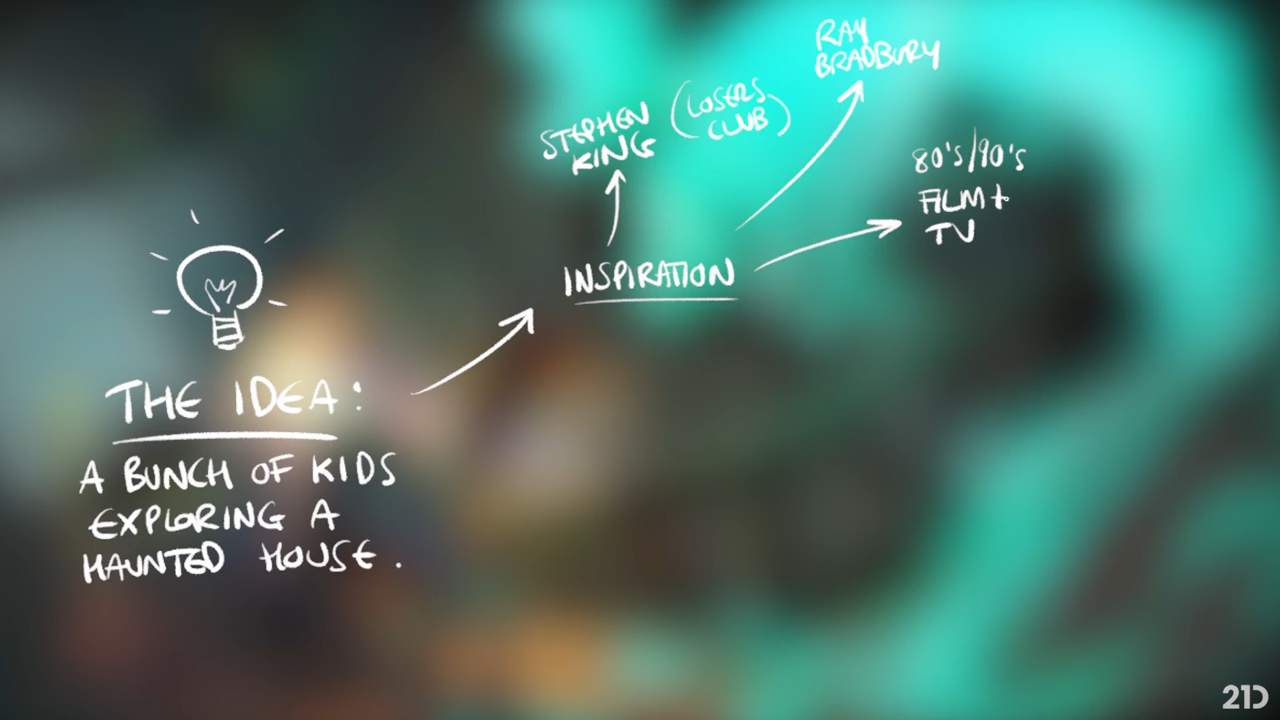 THE IDEA:
A BUNCH OF KIDS
EXPLORING A
HAUNTED HOUSE.
INSPIRATION
STEPHEN
KING
(LOSERS
CLUB)
RAY
BRADBURY
80's/90's
FILM +
TV
21D